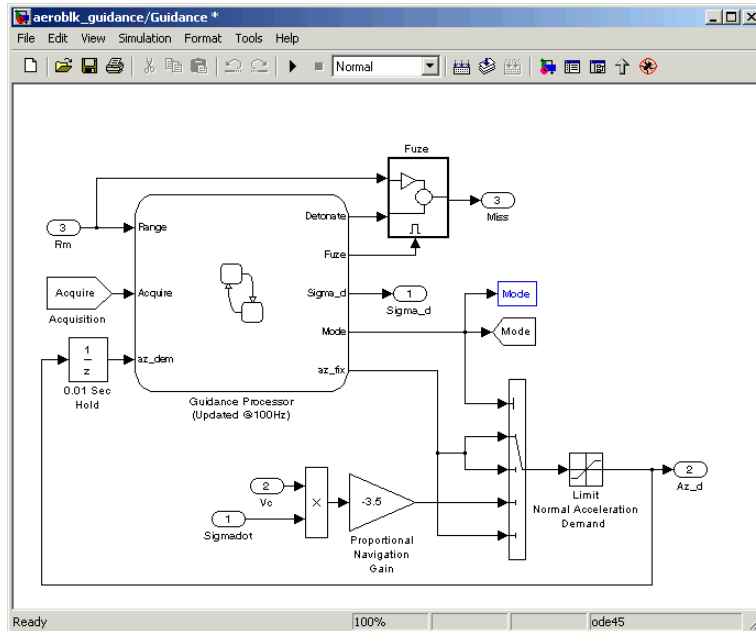 aeroblk_guidance/Guidance *
File Edit View Simulation Format Tools Help
Normal
Fuze
3
Miss
3
Rm
Range
Detonate
Fuze
Acquire
Acquisition
Acquire
Sigma_d
1
Sigma_d
Mode
Mode
Mode
1
z
0.01 Sec
Hold
az_dem
az_fix
Guidance Processor
(Updated @100Hz)
2
Vc
1
Sigmadot
×
-3.5
Proportional
Navigation
Gain
Limit
Normal Acceleration
Demand
2
Az_d
Ready 100% ode45